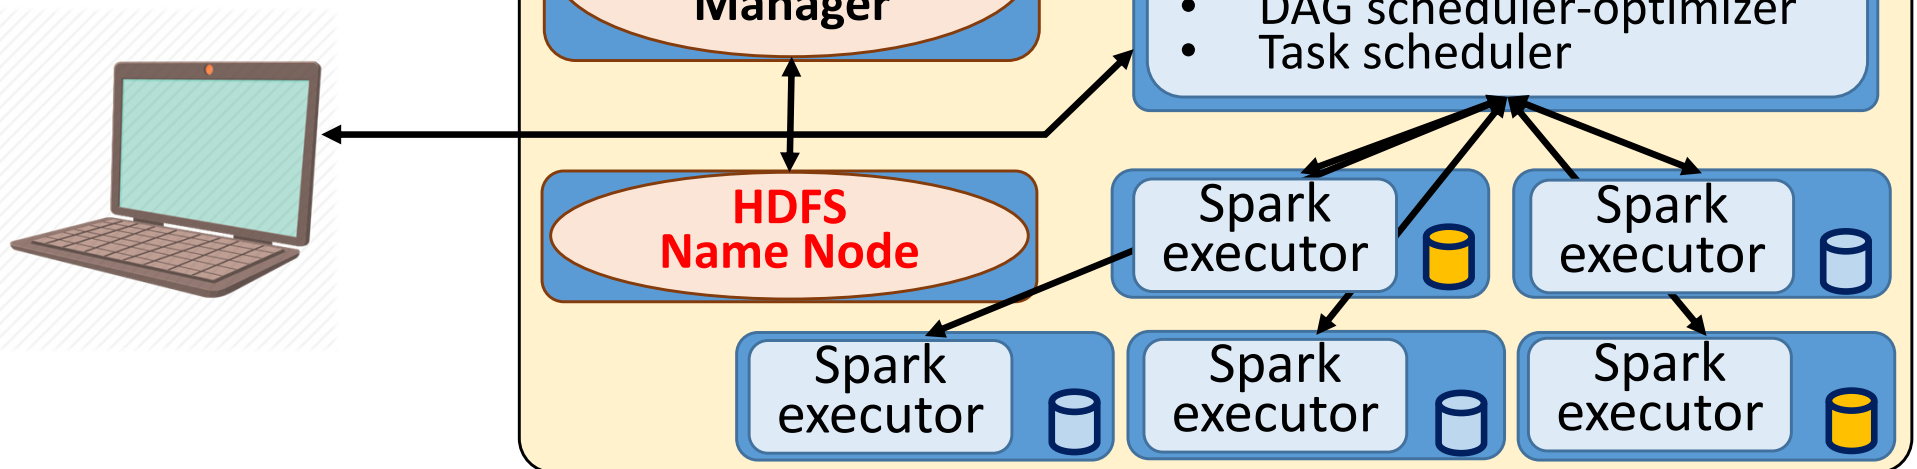 Manager
• DAG scheduler-optimizer
• Task scheduler
HDFS
Name Node
Spark
executor
Spark
executor
Spark
executor
Spark
executor
Spark
executor